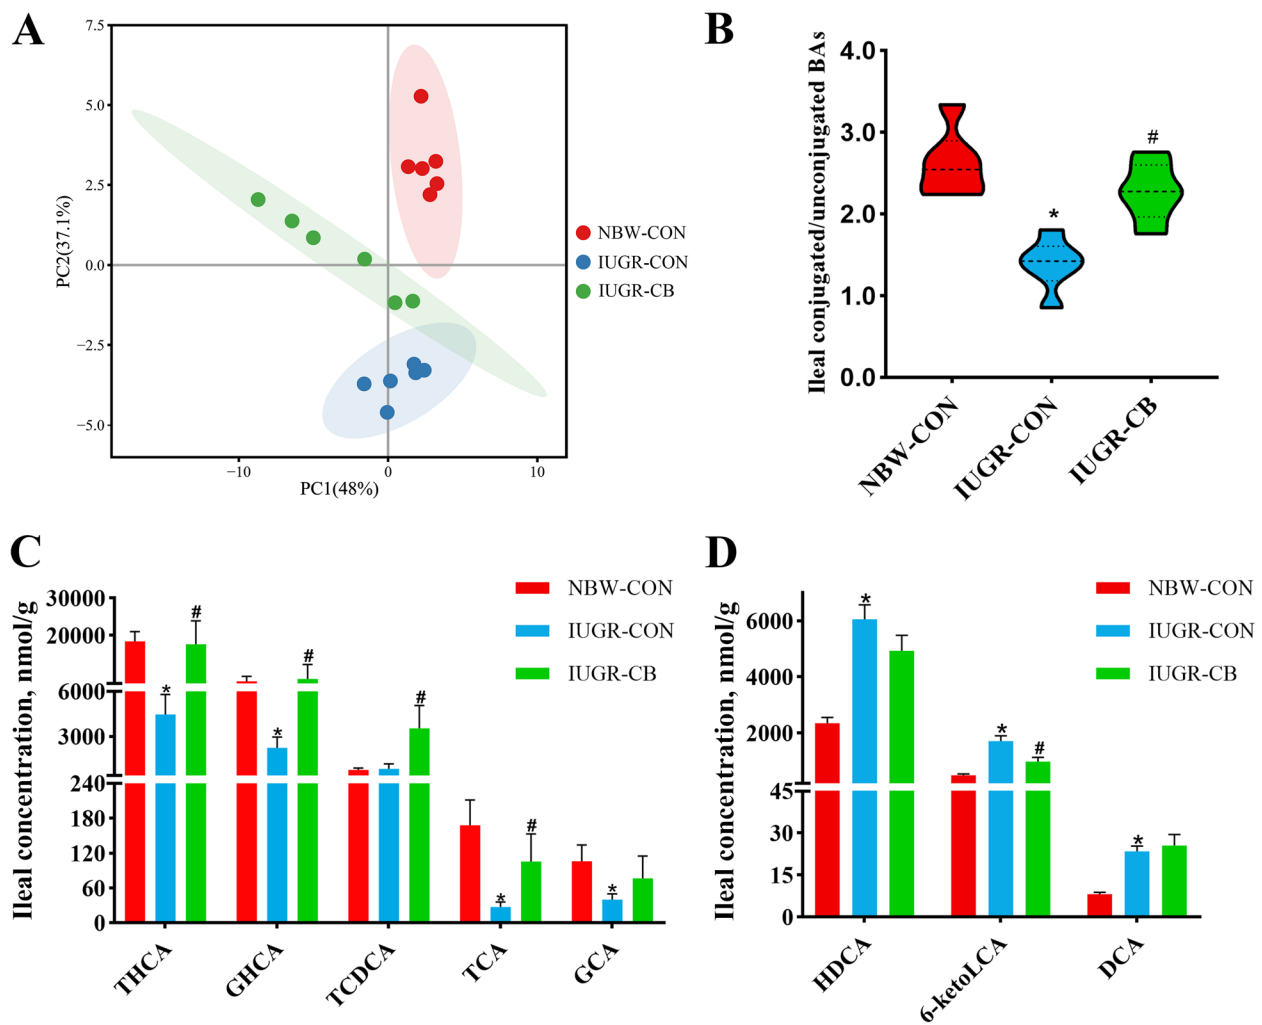 A
7.5
5.0
2.5
0.0
−2.5
−5.0
PC2(37.1%)
−10
0
10
PC1(48%)
NBW-CON
IUGR-CON
IUGR-CB
B
Ileal conjugated/unconjugated BAs
4.0
3.0
2.0
1.0
0.0
*
#
NBW-CON
IUGR-CON
IUGR-CB
C
Ileal concentration, nmol/g
30000
20000
6000
3000
240
180
120
60
0
NBW-CON
IUGR-CON
IUGR-CB
*
#
*
#
#
*
#
*
THCA
GHCA
TCDCA
TCA
GCA
D
Ileal concentration, nmol/g
6000
4000
2000
45
30
15
0
NBW-CON
IUGR-CON
IUGR-CB
*
*
#
*
HDCA
6-ketoLCA
DCA